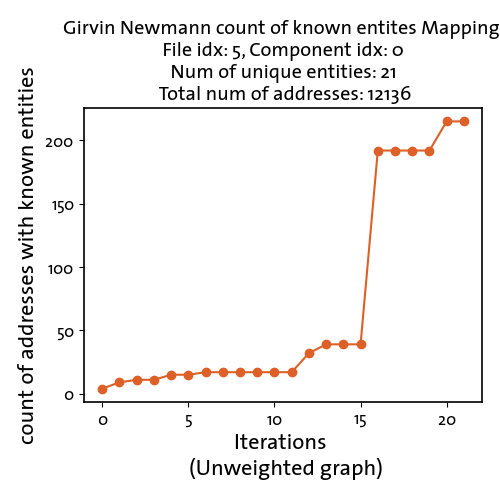 Girvin Newmann count of known entites Mapping
File idx: 5, Component idx: 0
Num of unique entities: 21
Total num of addresses: 12136
count of addresses with known entities
200
150
100
50
0
0 5 10 15 20
Iterations
(Unweighted graph)